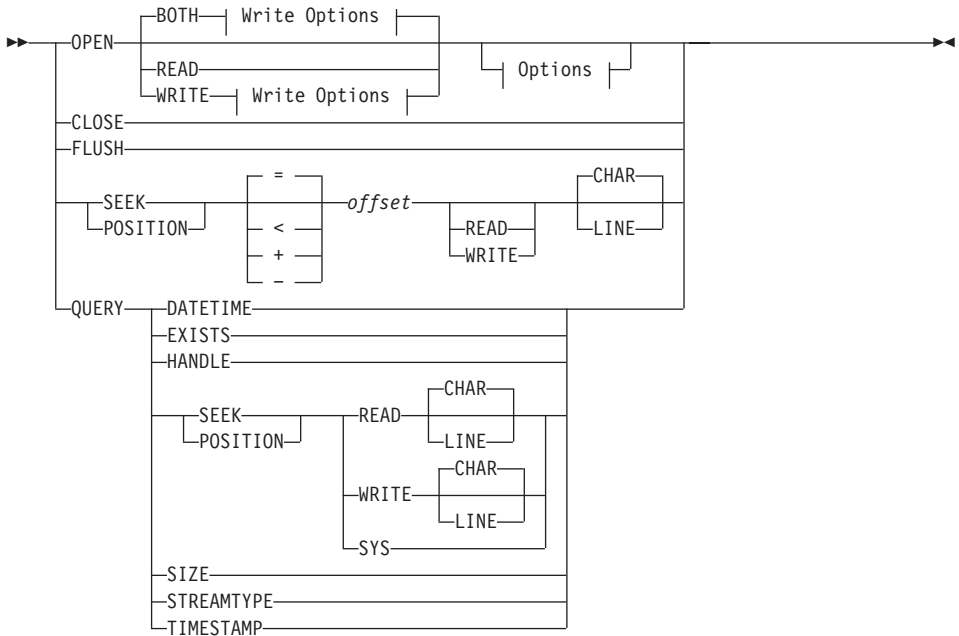 BOTH Write Options
OPEN
READ Options
WRITE Write Options
CLOSE
FLUSH
= CHAR
SEEK offset
POSITION < READ LINE
+ WRITE
–
QUERY DATETIME
EXISTS
HANDLE
CHAR
SEEK READ
POSITION LINE
CHAR
WRITE
LINE
SYS
SIZE
STREAMTYPE
TIMESTAMP